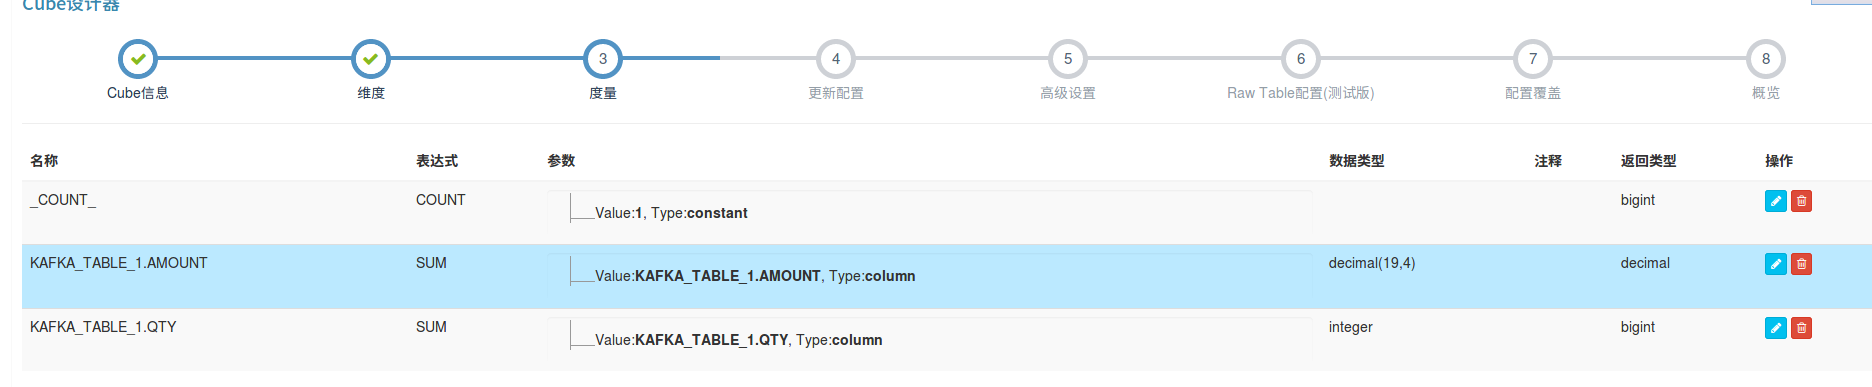 Cube设计器
3 4 5 6 7 8
Cube信息 维度 度量 更新配置 高级设置 Raw Table配置(测试版) 配置覆盖 概览
名称 表达式 参数 数据类型 注释 返回类型 操作
_COUNT_ COUNT Value:1, Type:constant bigint
KAFKA_TABLE_1.AMOUNT SUM Value:KAFKA_TABLE_1.AMOUNT, Type:column decimal(19,4) decimal
KAFKA_TABLE_1.QTY SUM Value:KAFKA_TABLE_1.QTY, Type:column integer bigint